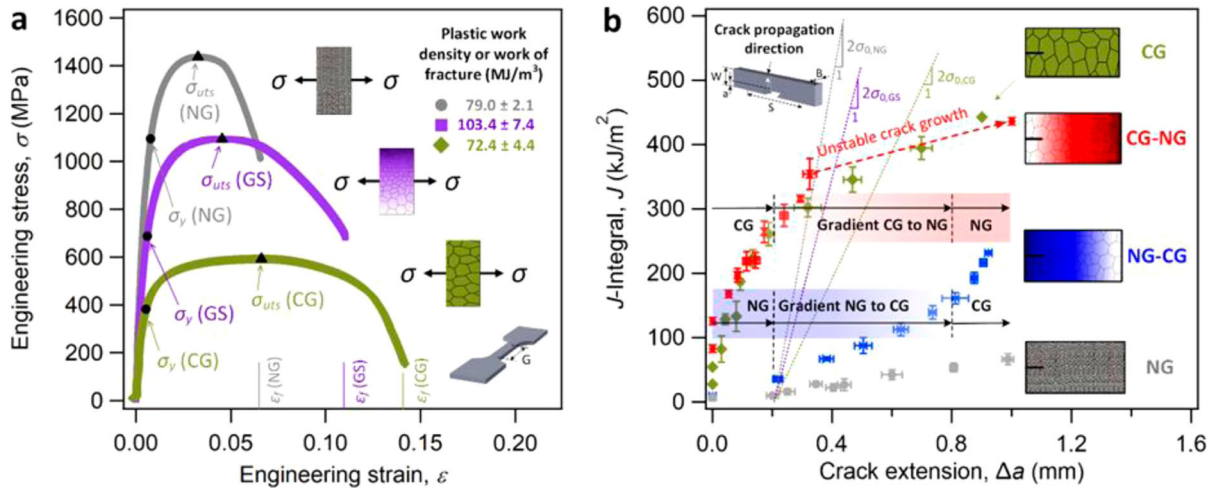 a
Engineering stress, σ (MPa)
1400
1200
1000
800
600
400
200
0
0.00
0.05
0.10
0.15
0.20
Engineering strain, ε
σuts
(NG)
σy (NG)
σuts (GS)
σy (GS)
σuts (CG)
σy (CG)
σ
σ
σ
σ
σ
σ
Plastic work
density or work of
fracture (MJ/m³)
79.0 ± 2.1
103.4 ± 7.4
72.4 ± 4.4
G
εf (NG)
εf (GS)
εf (CG)
b
J-Integral, J (kJ/m²)
600
500
400
300
200
100
0
0.0
0.4
0.8
1.2
1.6
Crack extension, Δa (mm)
Crack propagation
direction
W
a
S
B
2σ0,NG
1
2σ0,GS
1
2σ0,CG
1
Unstable crack growth
CG
Gradient CG to NG
NG
NG
Gradient NG to CG
CG
CG
CG-NG
NG-CG
NG